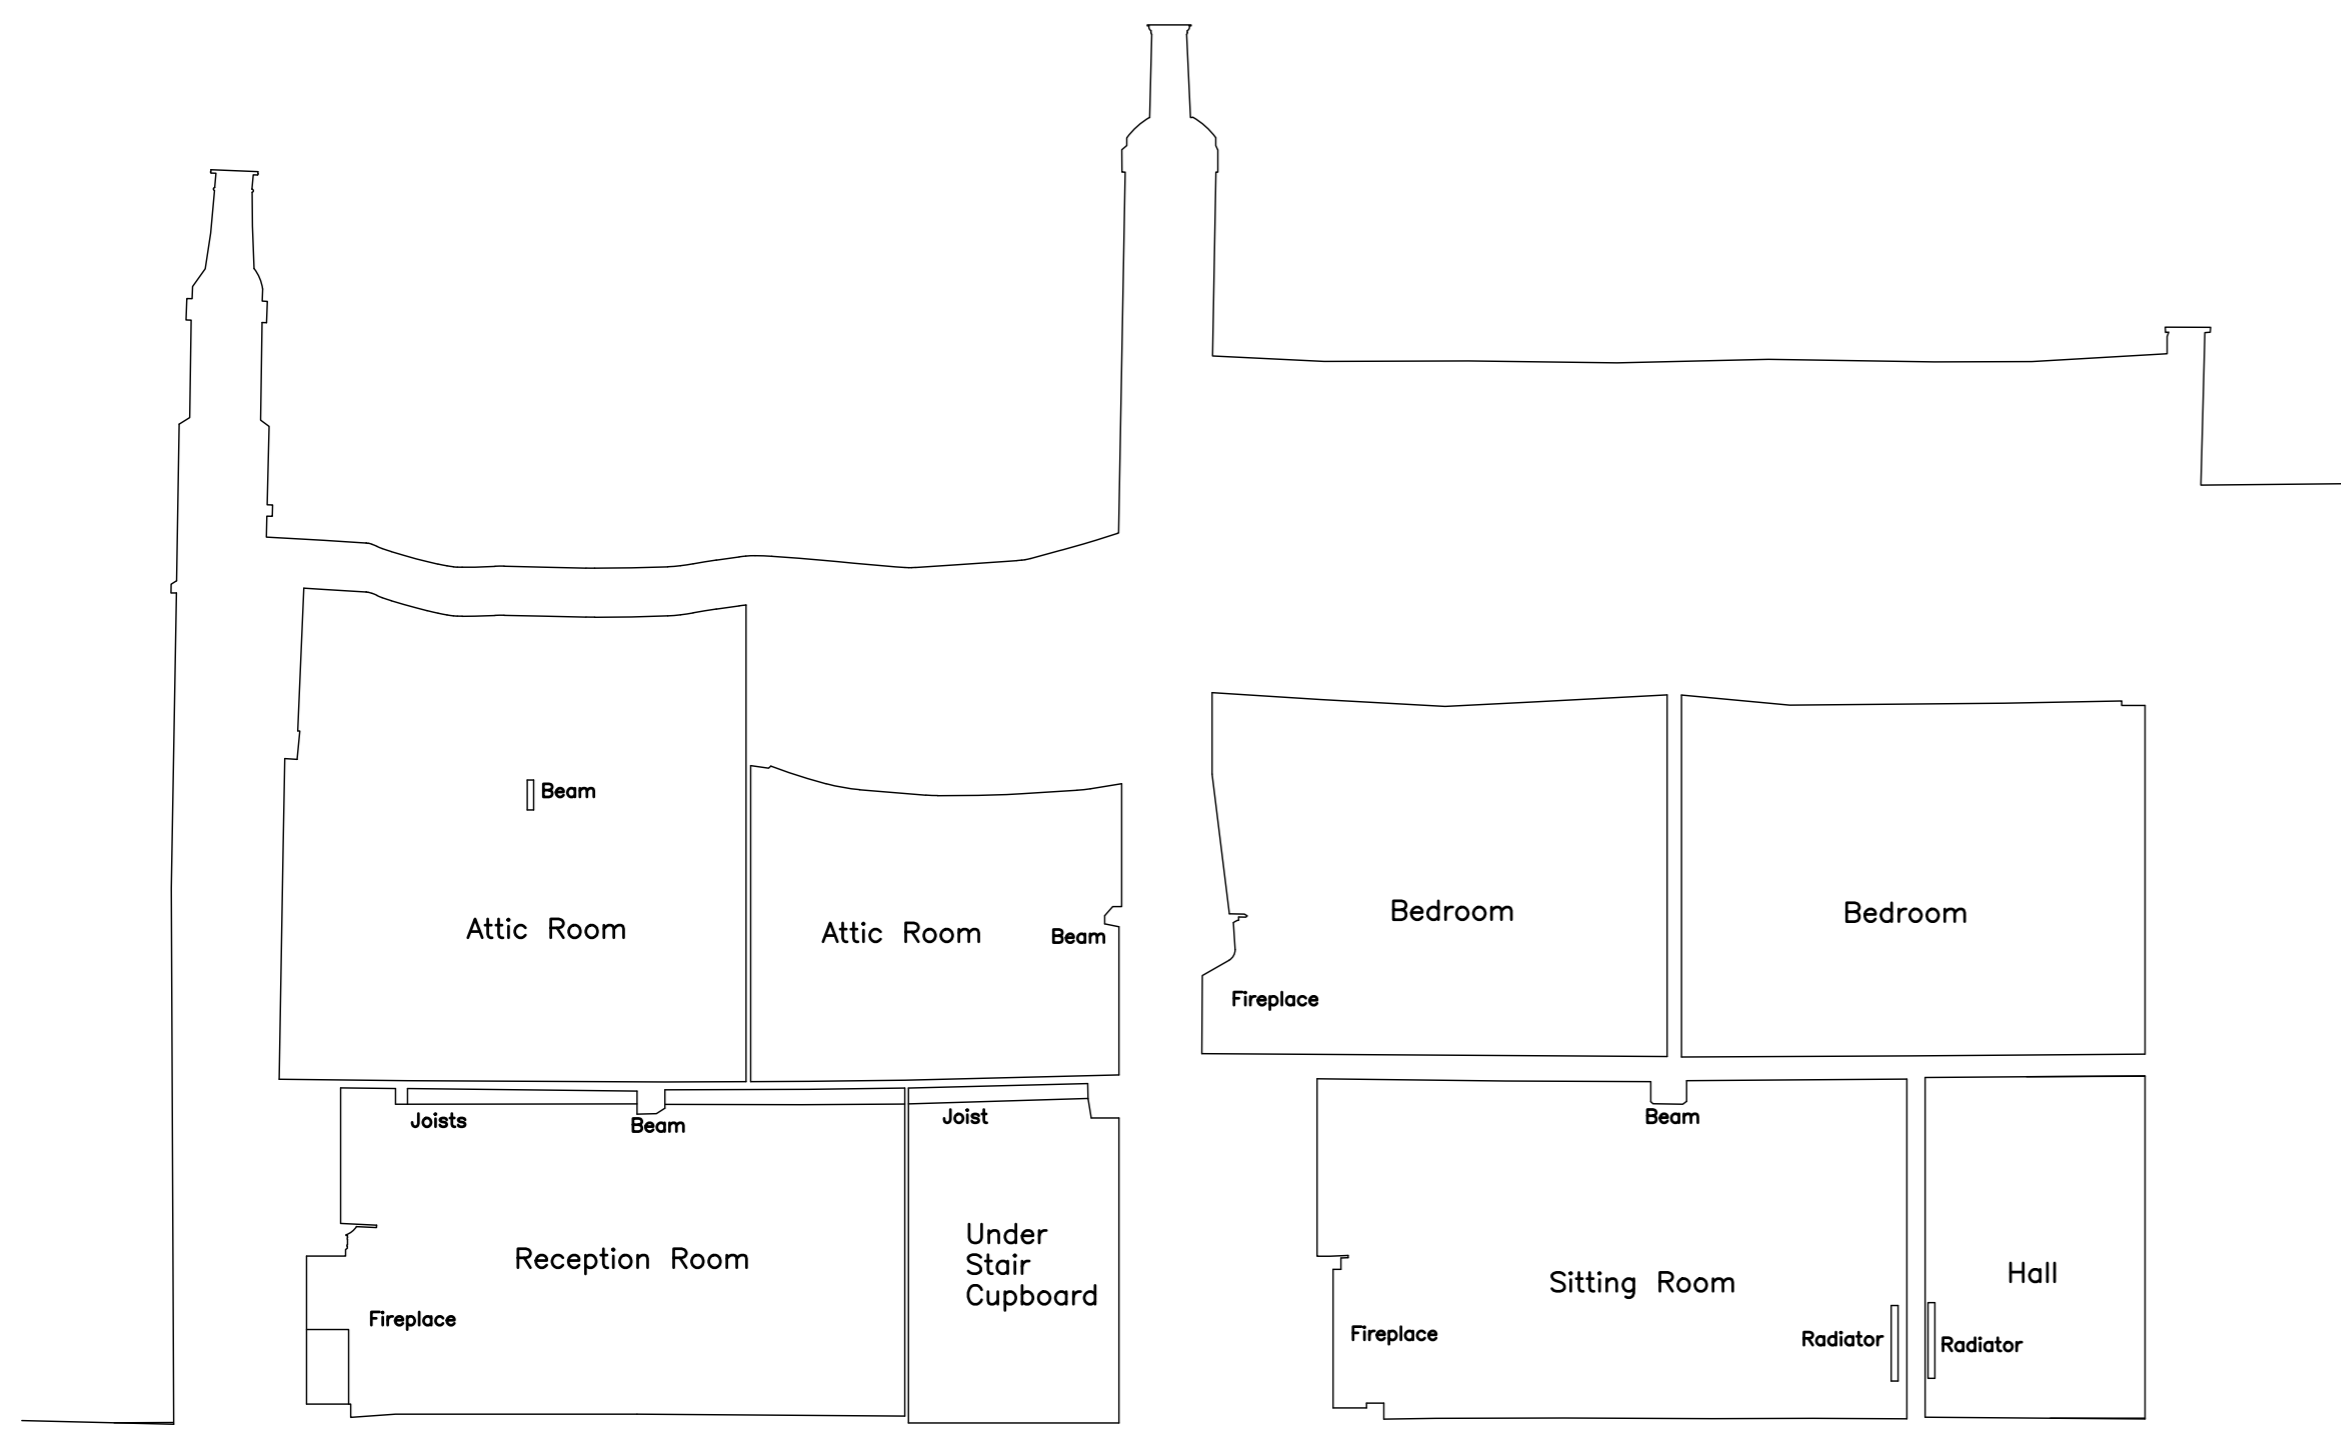 Beam
Attic Room
Attic Room
Beam
Bedroom
Bedroom
Fireplace
Joists
Beam
Joist
Beam
Reception Room
Under
Stair
Cupboard
Fireplace
Sitting Room
Hall
Fireplace
Radiator
Radiator